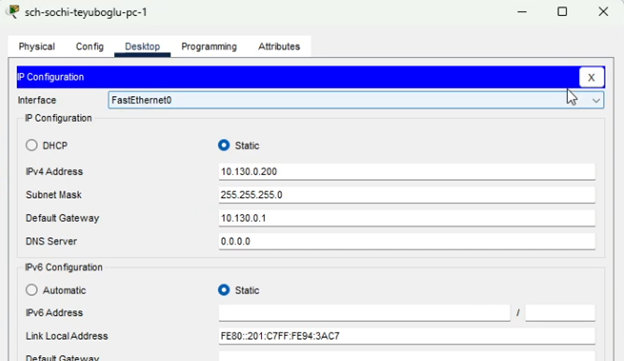 sch-sochi-teyuboglu-pc-1
Physical Config Desktop Programming Attributes
IP Configuration X
Interface FastEthernet0
IP Configuration
DHCP Static
IPv4 Address 10.130.0.200
Subnet Mask 255.255.255.0
Default Gateway 10.130.0.1
DNS Server 0.0.0.0
IPv6 Configuration
Automatic Static
IPv6 Address /
Link Local Address FE80::201:C7FF:FE94:3AC7
Default Gateway